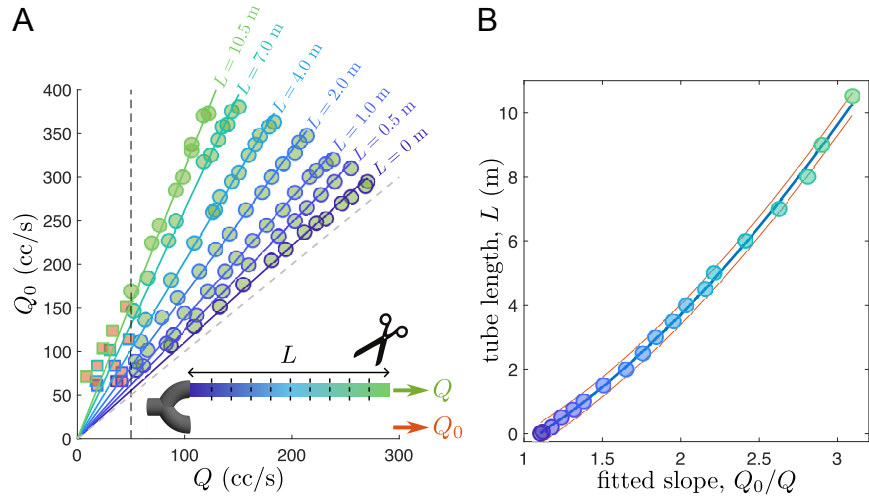 A
L = 10.5 m
L = 7.0 m
L = 4.0 m
L = 2.0 m
L = 1.0 m
L = 0.5 m
L = 0 m
400
350
300
250
200
150
100
50
0
Q₀ (cc/s)
0
100
200
300
Q (cc/s)
L
Q
Q₀
B
10
8
6
4
2
0
tube length, L (m)
1
1.5
2
2.5
3
fitted slope, Q₀/Q